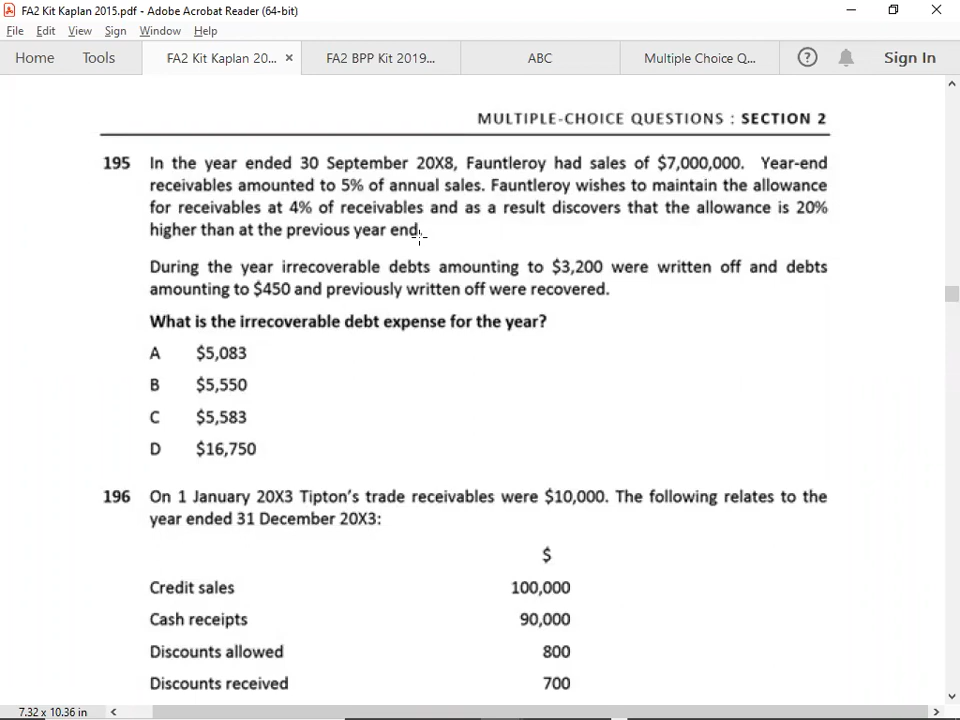 FA2 Kit Kaplan 2015.pdf - Adobe Acrobat Reader (64-bit)
File Edit View Sign Window Help
Home Tools FA2 Kit Kaplan 20... × FA2 BPP Kit 2019... ABC Multiple Choice Q... ? Sign In
MULTIPLE-CHOICE QUESTIONS : SECTION 2
195 In the year ended 30 September 20X8, Fauntleroy had sales of $7,000,000. Year-end
receivables amounted to 5% of annual sales. Fauntleroy wishes to maintain the allowance
for receivables at 4% of receivables and as a result discovers that the allowance is 20%
higher than at the previous year end.
During the year irrecoverable debts amounting to $3,200 were written off and debts
amounting to $450 and previously written off were recovered.
What is the irrecoverable debt expense for the year?
A $5,083
B $5,550
C $5,583
D $16,750
196 On 1 January 20X3 Tipton's trade receivables were $10,000. The following relates to the
year ended 31 December 20X3:
$
Credit sales 100,000
Cash receipts 90,000
Discounts allowed 800
Discounts received 700
7.32 x 10.36 in